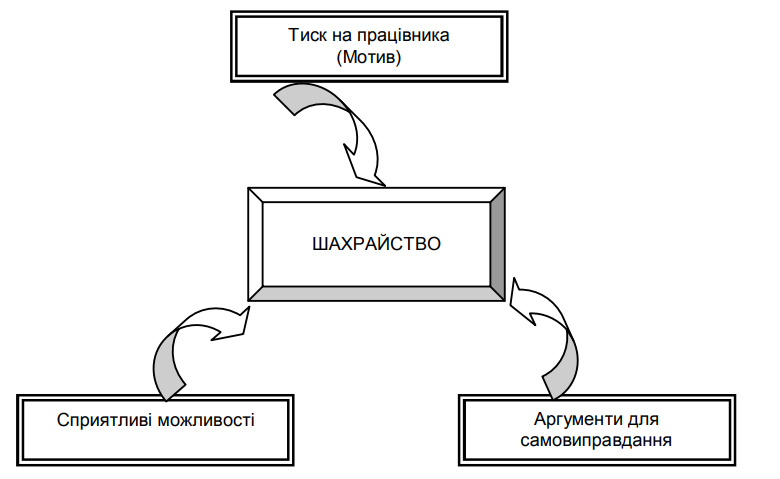 Тиск на працівника
(Мотив)
ШАХРАЙСТВО
Сприятливі можливості
Аргументи для
самовиправдання